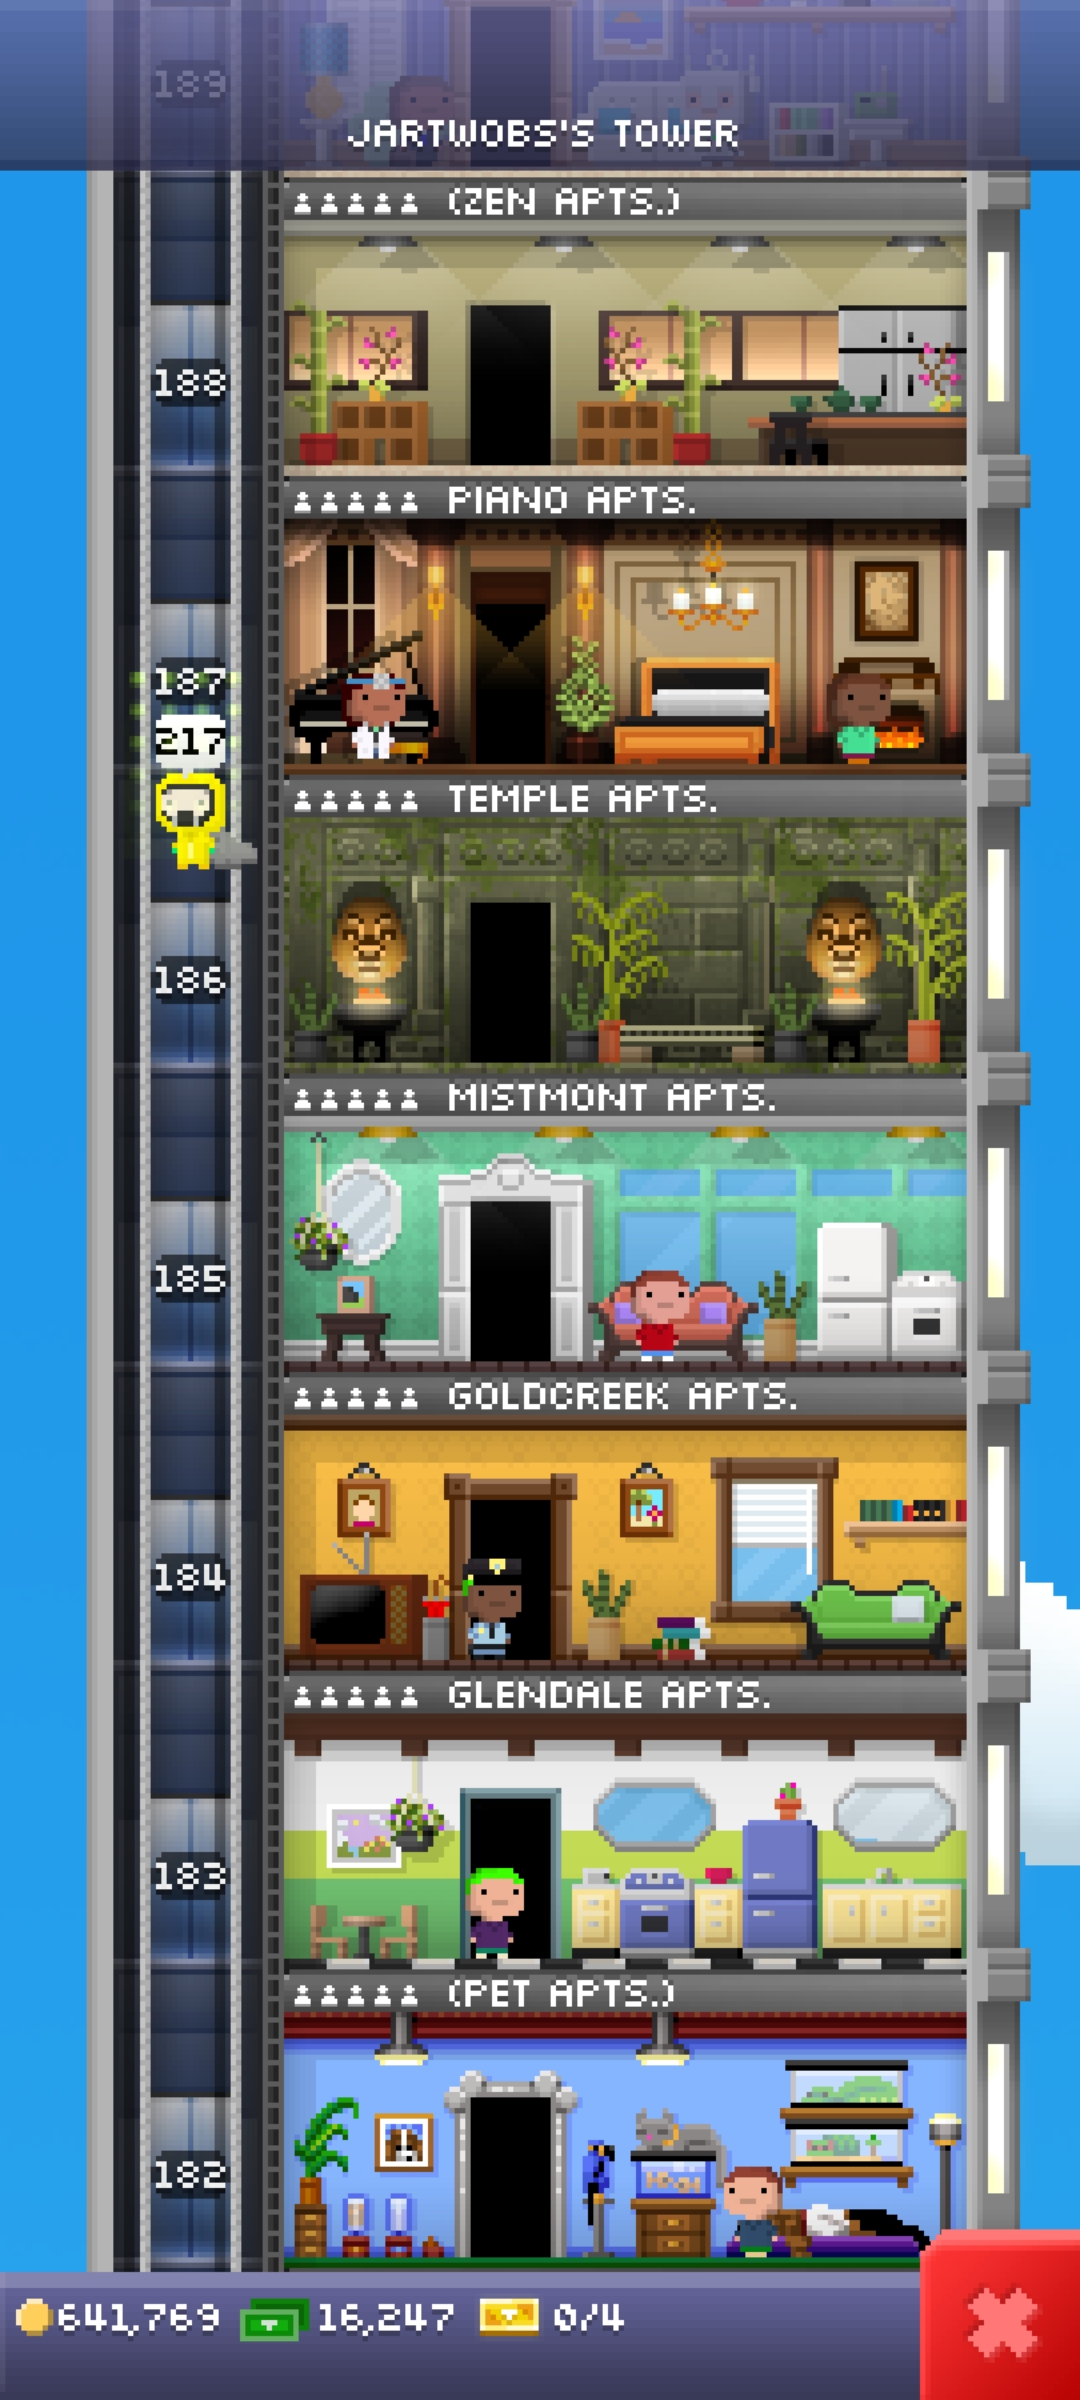 189
JARTWOBS'S TOWER
(ZEN APTS.)
188
PIANO APTS.
187
217
TEMPLE APTS.
186
MISTMONT APTS.
185
GOLDCREEK APTS.
184
GLENDALE APTS.
183
(PET APTS.)
182
641,769 16,247 0/4